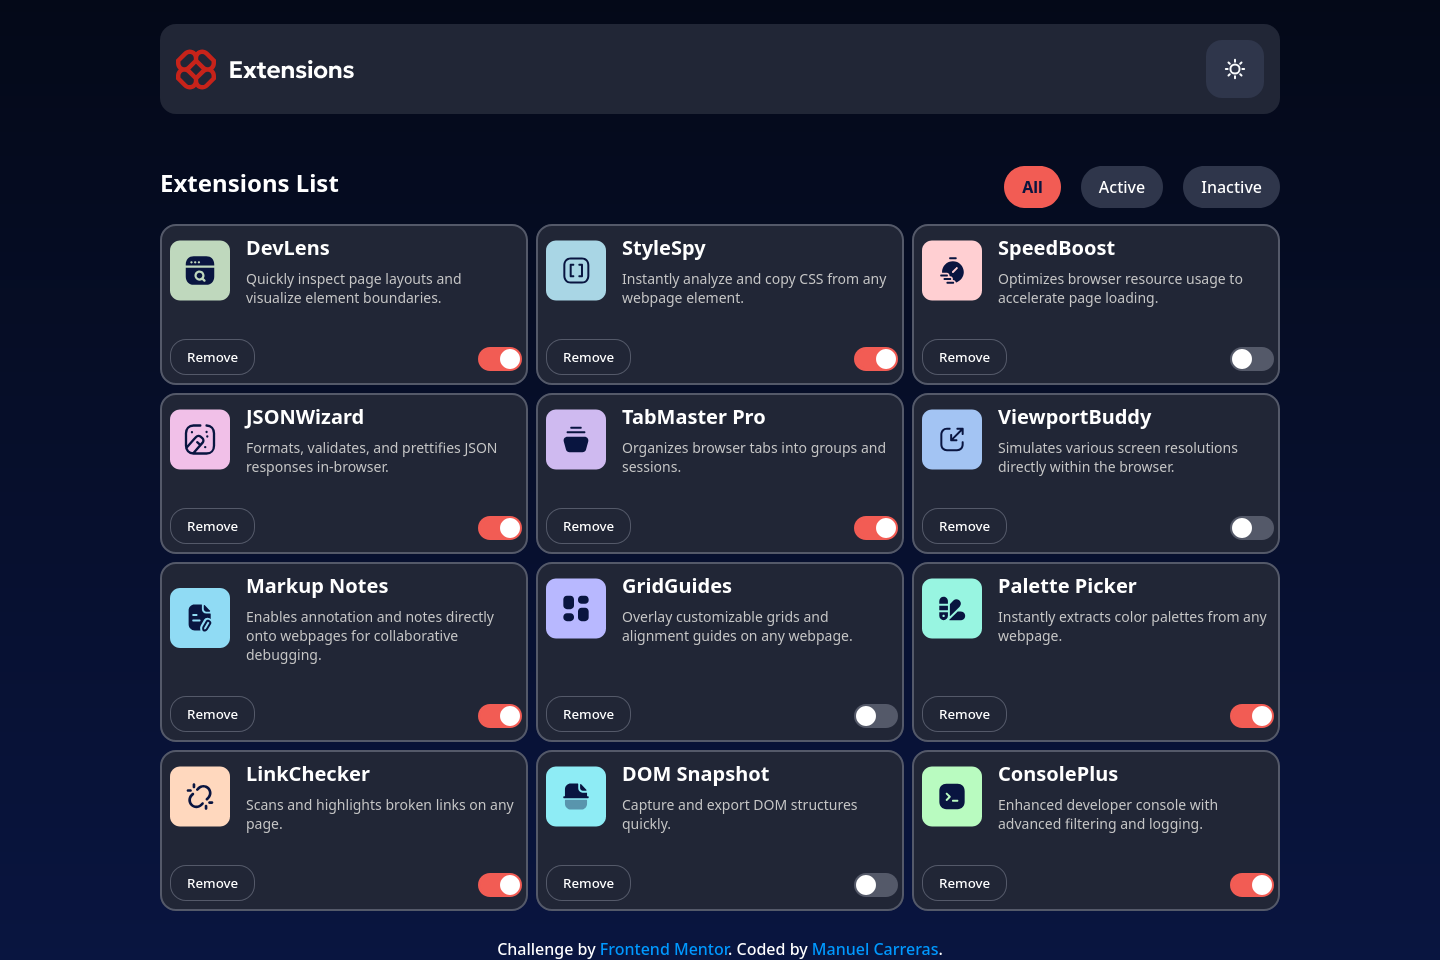 Extensions
Extensions List
All
Active
Inactive
DevLens
Quickly inspect page layouts and
visualize element boundaries.
Remove
StyleSpy
Instantly analyze and copy CSS from any
webpage element.
Remove
SpeedBoost
Optimizes browser resource usage to
accelerate page loading.
Remove
JSONWizard
Formats, validates, and prettifies JSON
responses in-browser.
Remove
TabMaster Pro
Organizes browser tabs into groups and
sessions.
Remove
ViewportBuddy
Simulates various screen resolutions
directly within the browser.
Remove
Markup Notes
Enables annotation and notes directly
onto webpages for collaborative
debugging.
Remove
GridGuides
Overlay customizable grids and
alignment guides on any webpage.
Remove
Palette Picker
Instantly extracts color palettes from any
webpage.
Remove
LinkChecker
Scans and highlights broken links on any
page.
Remove
DOM Snapshot
Capture and export DOM structures
quickly.
Remove
ConsolePlus
Enhanced developer console with
advanced filtering and logging.
Remove
Challenge by Frontend Mentor. Coded by Manuel Carreras.